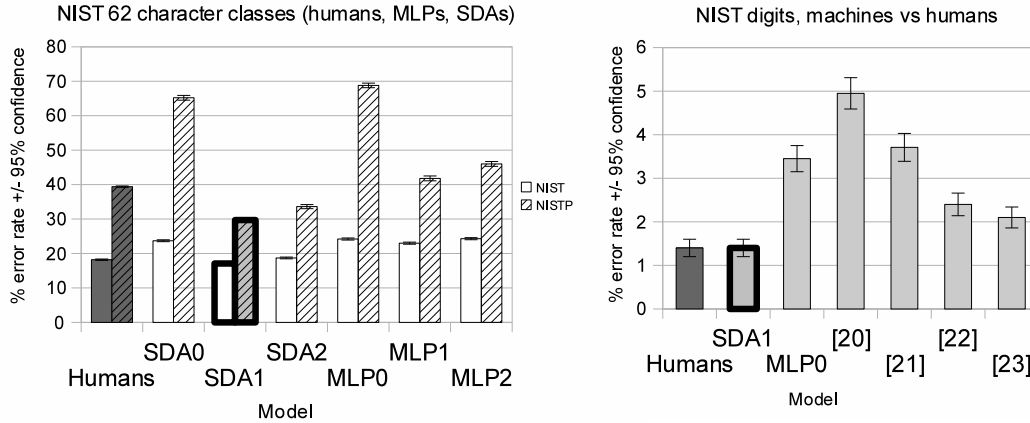 NIST 62 character classes (humans, MLPs, SDAs)
% error rate +/- 95% confidence
80
70
60
50
40
30
20
10
0
NIST
NISTP
SDA0 SDA2 MLP1
Humans SDA1 MLP0 MLP2
Model
NIST digits, machines vs humans
% error rate +/- 95% confidence
6
5
4
3
2
1
0
SDA1 [20] [22]
Humans MLP0 [21] [23]
Model